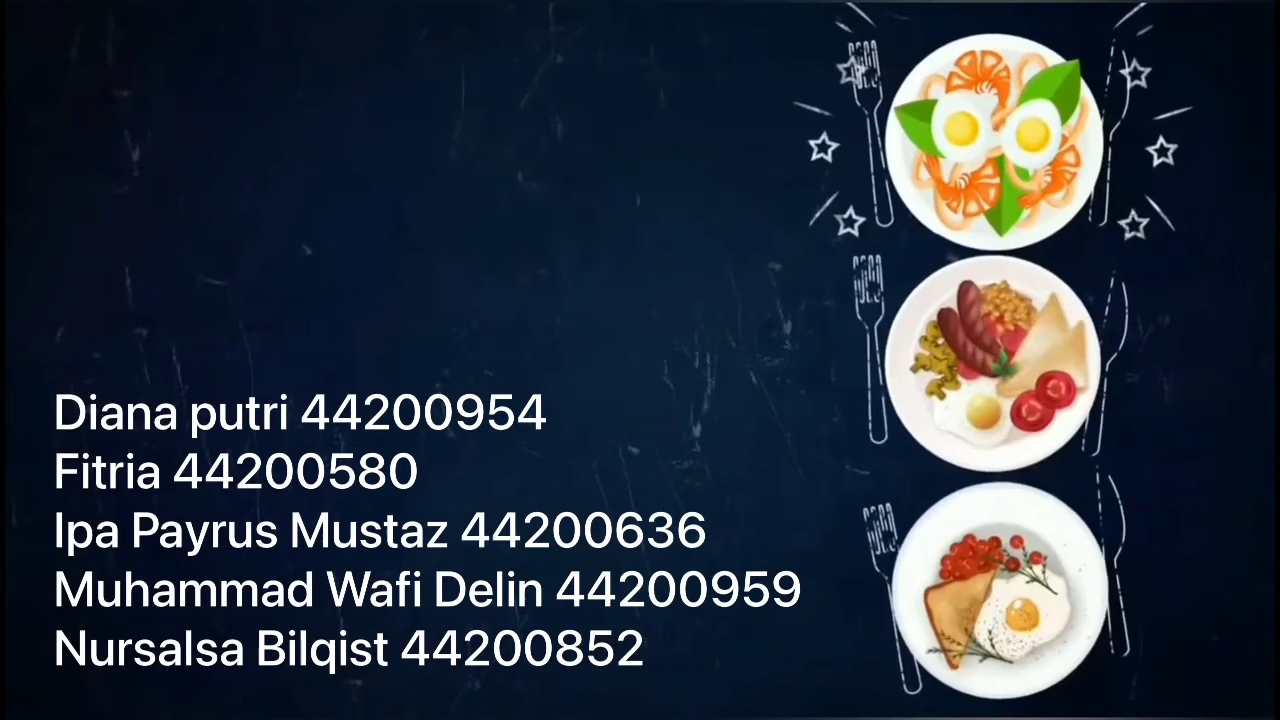 Diana putri 44200954
Fitria 44200580
Ipa Payrus Mustaz 44200636
Muhammad Wafi Delin 44200959
Nursalsa Bilqist 44200852